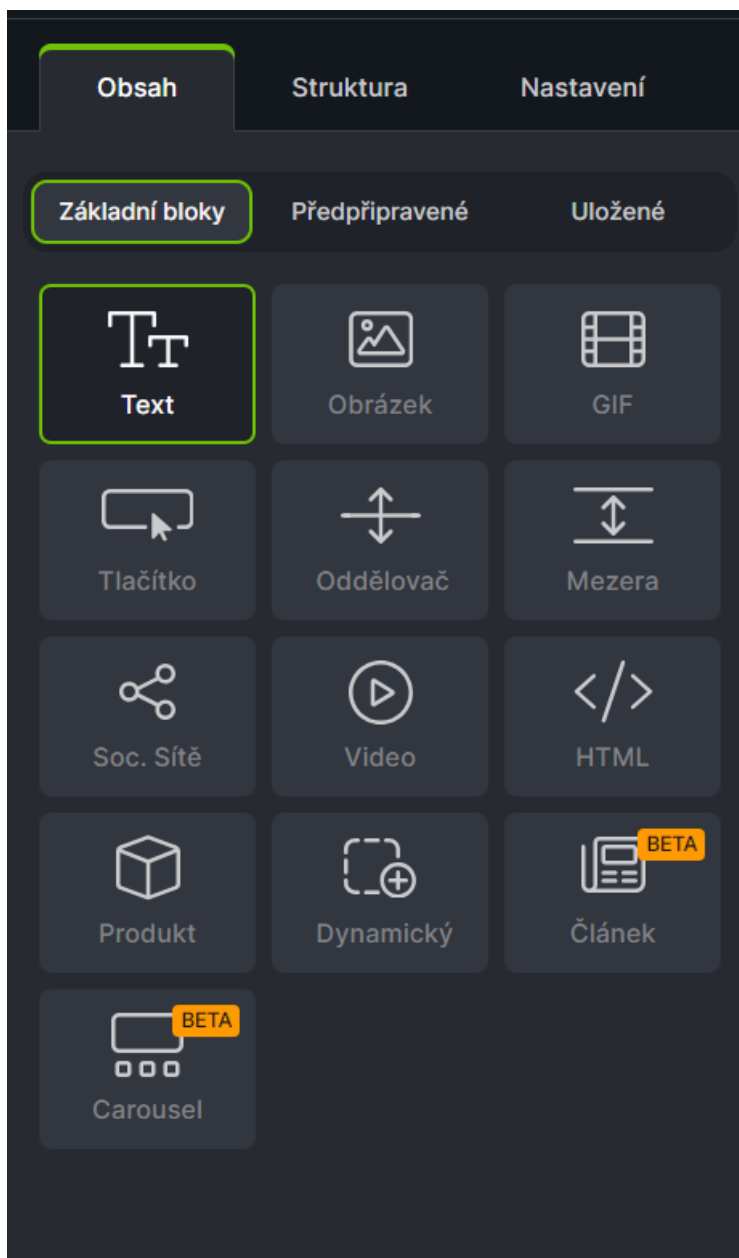 Obsah Struktura Nastavení
Základní bloky Předpřipravené Uložené
Text Obrázek GIF
Tlačítko Oddělovač Mezera
Soc. Sítě Video HTML
BETA
Produkt Dynamický Článek
BETA
Carousel